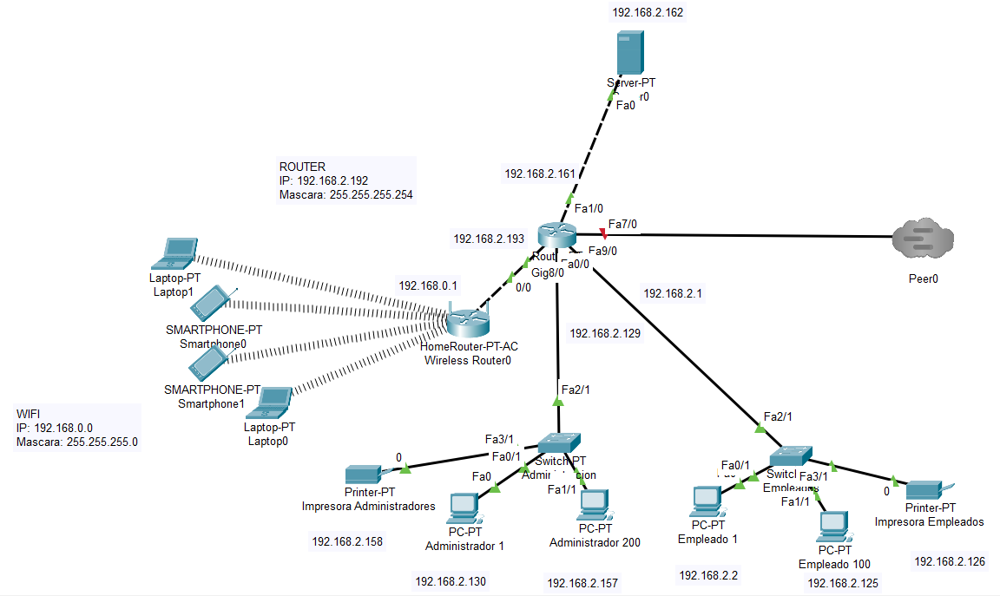 192.168.2.162
Server-PT
r0
Fa0
ROUTER
IP: 192.168.2.192
Mascara: 255.255.255.254
192.168.2.161
Fa1/0
Fa7/0
192.168.2.193
Fa9/0
Rout
Fa0/0
Gig8/0
0/0
Peer0
Laptop-PT
Laptop1
192.168.0.1
192.168.2.1
SMARTPHONE-PT
Smartphone0
192.168.2.129
HomeRouter-PT-AC
Wireless Router0
SMARTPHONE-PT
Smartphone1
Laptop-PT
Laptop0
WIFI
IP: 192.168.0.0
Mascara: 255.255.255.0
Fa2/1
Fa2/1
Fa3/1
Fa0/1
0
Switch-PT
Fa0
Fa1/1
Printer-PT
Impresora Administradores
PC-PT
Administrador 1
PC-PT
Administrador 200
Fa0/1
Switch
Fa3/1
Empleados
Fa1/1
0
PC-PT
Empleado 1
PC-PT
Empleado 100
Printer-PT
Impresora Empleados
192.168.2.158
192.168.2.130
192.168.2.157
192.168.2.2
192.168.2.125
192.168.2.126